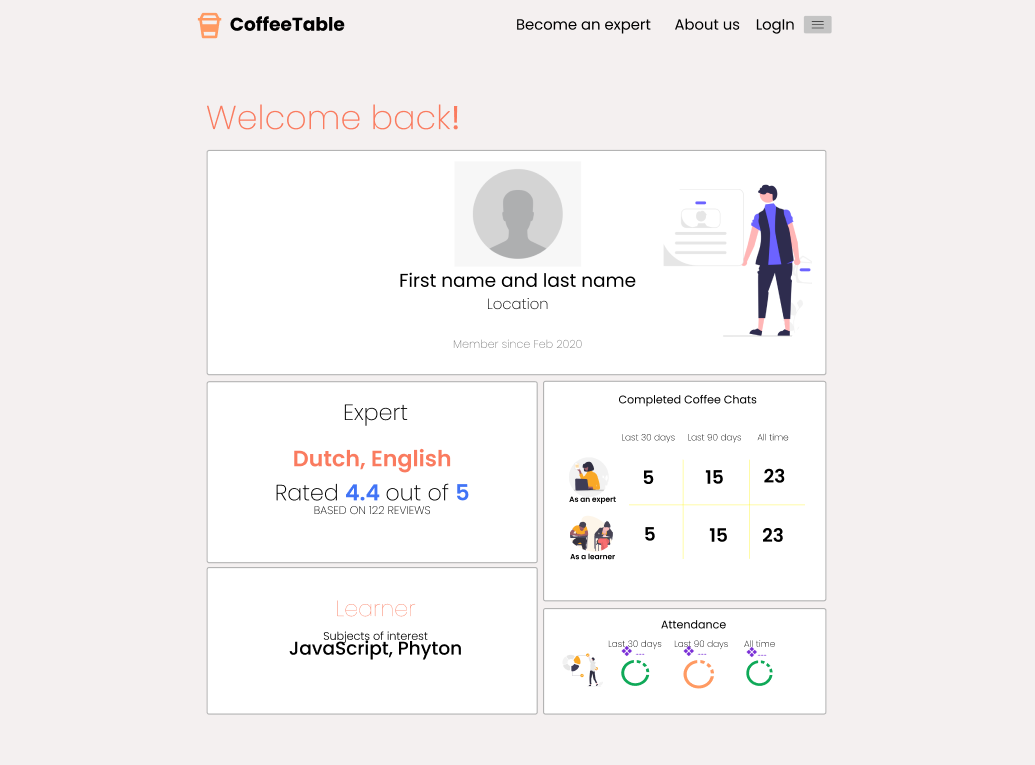 CoffeeTable
Become an expert
About us
LogIn
Welcome back!
First name and last name
Location
Member since Feb 2020
Expert
Dutch, English
Rated 4.4 out of 5
BASED ON 122 REVIEWS
Learner
Subjects of interest
JavaScript, Phyton
Completed Coffee Chats
Last 30 days Last 90 days All time
As an expert 5 15 23
As a learner 5 15 23
Attendance
Last 30 days Last 90 days All time